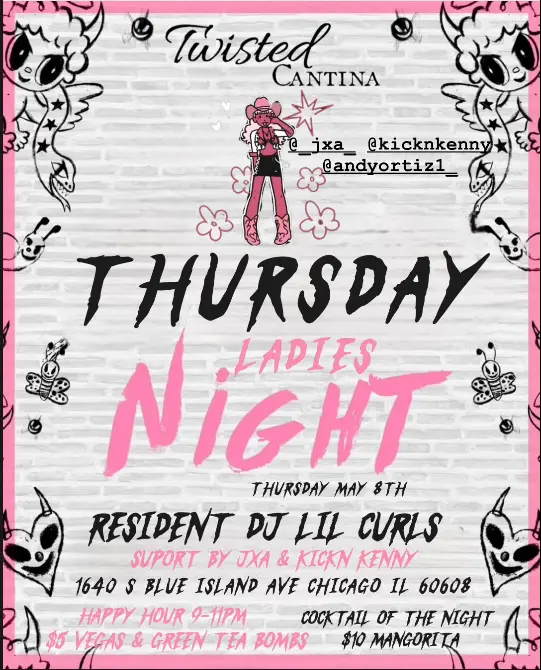 Twisted
CANTINA
@_jxa_ @kicknkenny
@andyortiz1_
THURSDAY
LADIES
NiGHT
THURSDAY MAY 8TH
RESIDENT DJ LIL CURLS
SUPORT BY JXA & KICKN KENNY
1640 S BLUE ISLAND AVE CHICAGO IL 60608
HAPPY HOUR 9-11PM
$5 VEGAS & GREEN TEA BOMBS
COCKTAIL OF THE NIGHT
$10 MANGORITA